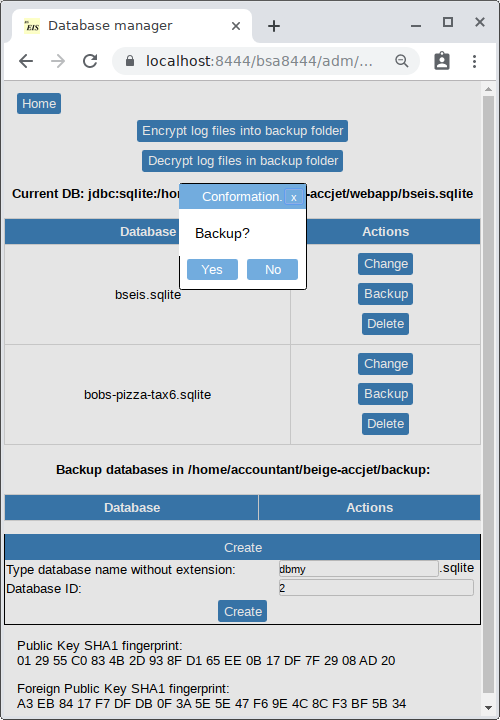 EIS
Database manager
localhost:8444/bsa8444/adm/...
Home
Encrypt log files into backup folder
Decrypt log files in backup folder
Current DB: jdbc:sqlite:/ho -accjet/webapp/bseis.sqlite
Conformation. x
Backup?
Yes No
Database Actions
bseis.sqlite
Change
Backup
Delete
bobs-pizza-tax6.sqlite
Change
Backup
Delete
Backup databases in /home/accountant/beige-accjet/backup:
Database Actions
Create
Type database name without extension: dbmy .sqlite
Database ID: 2
Create
Public Key SHA1 fingerprint:
01 29 55 C0 83 4B 2D 93 8F D1 65 EE 0B 17 DF 7F 29 08 AD 20
Foreign Public Key SHA1 fingerprint:
A3 EB 84 17 F7 DF DB 0F 3A 5E 5E 47 F6 9E 4C 8C F3 BF 5B 34